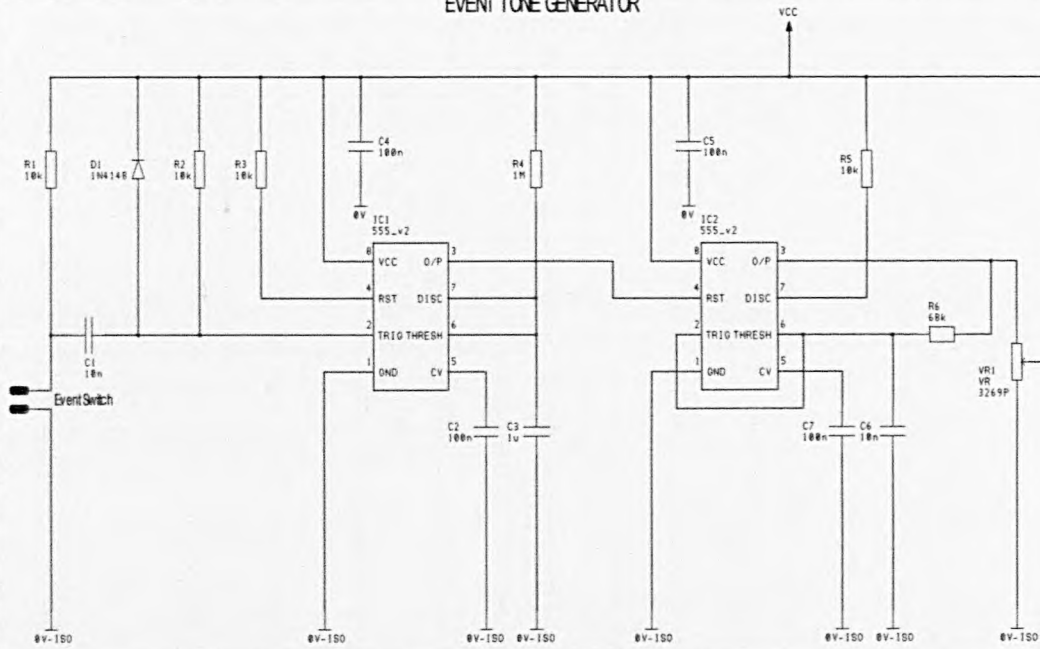 EVENT TONE GENERATOR
VCC
R1
10k
D1
1N4148
R2
10k
R3
10k
C4
100n
0V
R4
1M
C5
100n
0V
R5
10k
IC1
555_v2
8
VCC
O/P
3
4
RST
DISC
7
2
TRIG
THRESH
6
1
GND
CV
5
IC2
555_v2
8
VCC
O/P
3
4
RST
DISC
7
2
TRIG
THRESH
6
1
GND
CV
5
R6
68k
C1
10n
Event Switch
VR1
VR
3269P
C2
100n
C3
1u
C7
100n
C6
10n
0V-ISO
0V-ISO
0V-ISO
0V-ISO
0V-ISO
0V-ISO
0V-ISO
0V-ISO